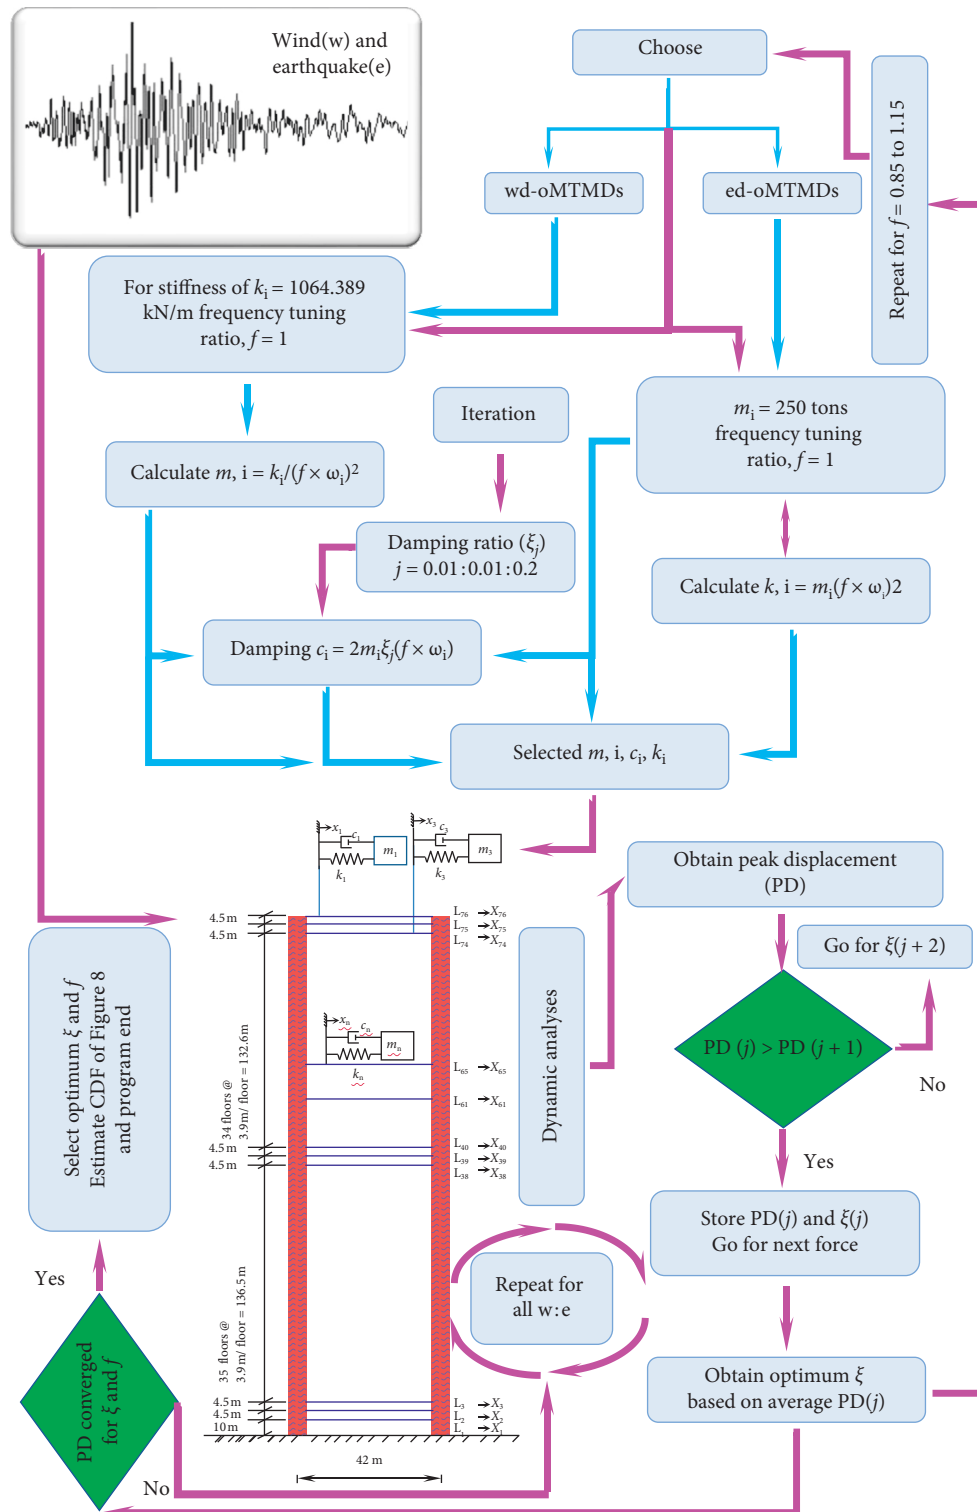 Wind(w) and
earthquake(e)
Choose
wd-oMTMDs
ed-oMTMDs
Repeat for f = 0.85 to 1.15
For stiffness of kᵢ = 1064.389
kN/m frequency tuning
ratio, f = 1
Iteration
mᵢ = 250 tons
frequency tuning
ratio, f = 1
Calculate m, i = kᵢ/(f × ωᵢ)²
Damping ratio (ξⱼ)
j = 0.01:0.01:0.2
Calculate k, i = mᵢ(f × ωᵢ)2
Damping cᵢ = 2mᵢξⱼ(f × ωᵢ)
Selected m, i, cᵢ, kᵢ
x₁
c₁
m₁
k₁
x₃
c₃
m₃
k₃
Obtain peak displacement
(PD)
4.5 m
4.5 m
L₇₆ X₇₆
L₇₅ X₇₅
L₇₄ X₇₄
Go for ξ(j + 2)
Select optimum ξ and f
Estimate CDF of Figure 8
and program end
34 floors @
3.9 m/ floor = 132.6m
xₙ
cₙ
mₙ
kₙ
L₆₅ X₆₅
L₆₁ X₆₁
Dynamic analyses
PD (j) > PD (j + 1)
No
4.5 m
4.5 m
L₄₀ X₄₀
L₃₉ X₃₉
L₃₈ X₃₈
Yes
Store PD(j) and ξ(j)
Go for next force
Yes
35 floors @
3.9 m/ floor = 136.5 m
Repeat for
all w:e
PD converged
for ξ and f
Obtain optimum ξ
based on average PD(j)
4.5 m
4.5 m
10 m
L₃ X₃
L₂ X₂
L₁ X₁
42 m
No